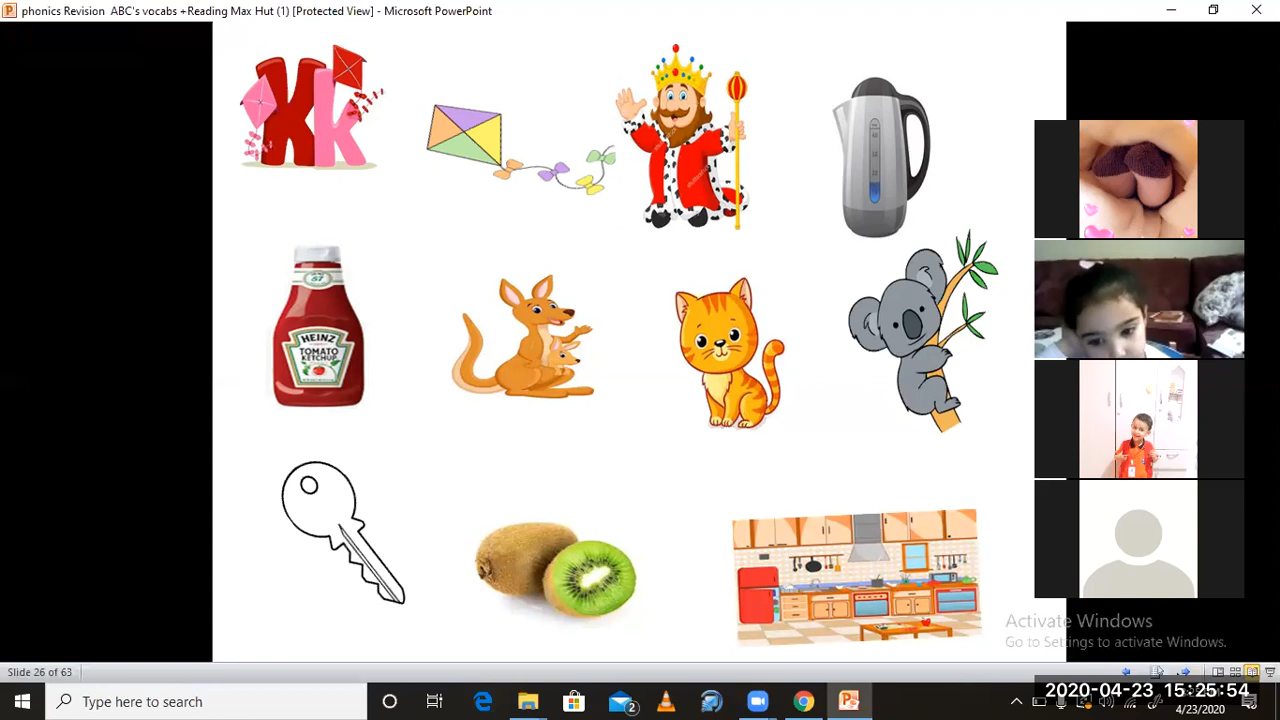 phonics Revision ABC's vocabs +Reading Max Hut (1) [Protected View] - Microsoft PowerPoint
Kk
57
HEINZ
TOMATO
KETCHUP
Activate Windows
Go to Settings to activate Windows.
Slide 26 of 63
2020-04-23 15:25:54
Type here to search
2
4/23/2020